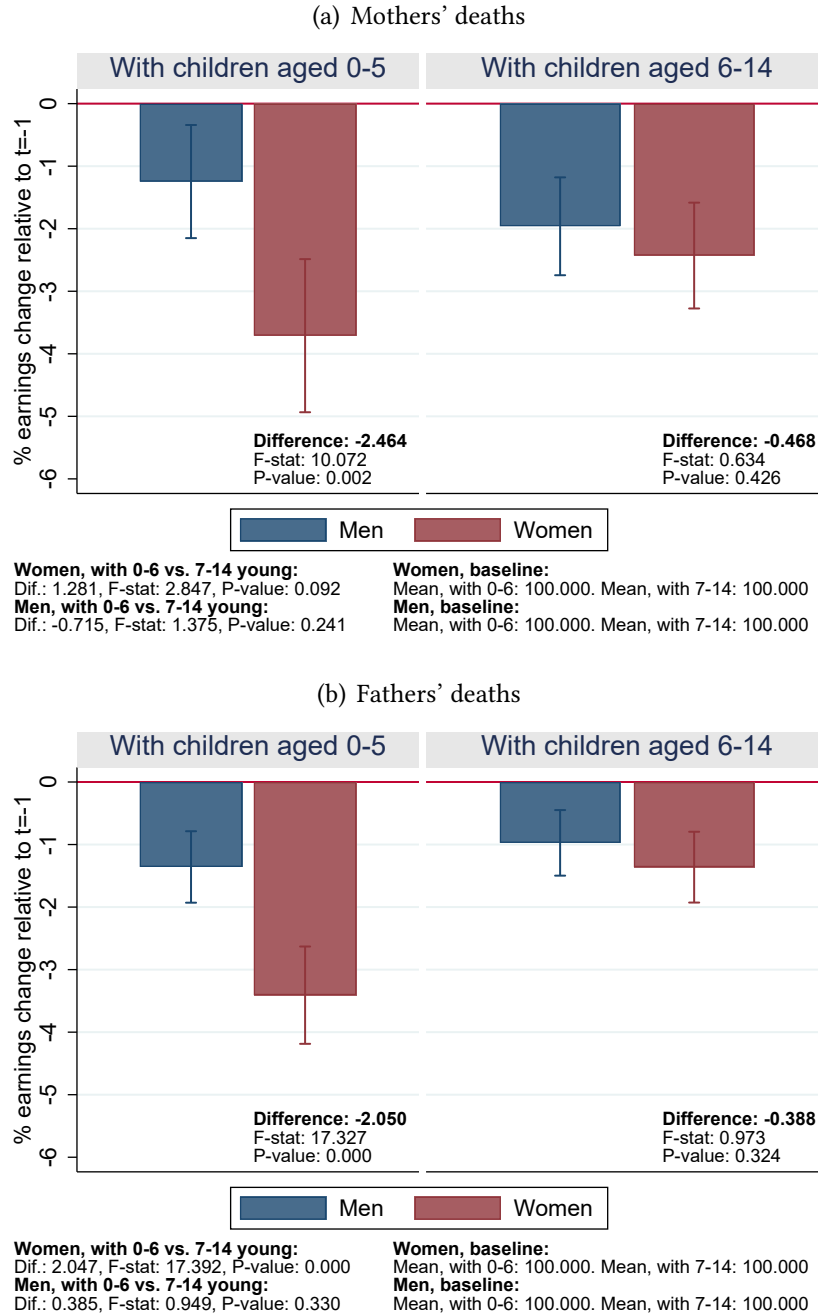 (a) Mothers’ deaths
With children aged 0-5
With children aged 6-14
% earnings change relative to t=-1
0
-1
-2
-3
-4
-5
-6
Difference: -2.464
F-stat: 10.072
P-value: 0.002
Difference: -0.468
F-stat: 0.634
P-value: 0.426
Men
Women
Women, with 0-6 vs. 7-14 young:
Dif.: 1.281, F-stat: 2.847, P-value: 0.092
Men, with 0-6 vs. 7-14 young:
Dif.: -0.715, F-stat: 1.375, P-value: 0.241
Women, baseline:
Mean, with 0-6: 100.000. Mean, with 7-14: 100.000
Men, baseline:
Mean, with 0-6: 100.000. Mean, with 7-14: 100.000
(b) Fathers’ deaths
With children aged 0-5
With children aged 6-14
% earnings change relative to t=-1
0
-1
-2
-3
-4
-5
-6
Difference: -2.050
F-stat: 17.327
P-value: 0.000
Difference: -0.388
F-stat: 0.973
P-value: 0.324
Men
Women
Women, with 0-6 vs. 7-14 young:
Dif.: 2.047, F-stat: 17.392, P-value: 0.000
Men, with 0-6 vs. 7-14 young:
Dif.: 0.385, F-stat: 0.949, P-value: 0.330
Women, baseline:
Mean, with 0-6: 100.000. Mean, with 7-14: 100.000
Men, baseline:
Mean, with 0-6: 100.000. Mean, with 7-14: 100.000